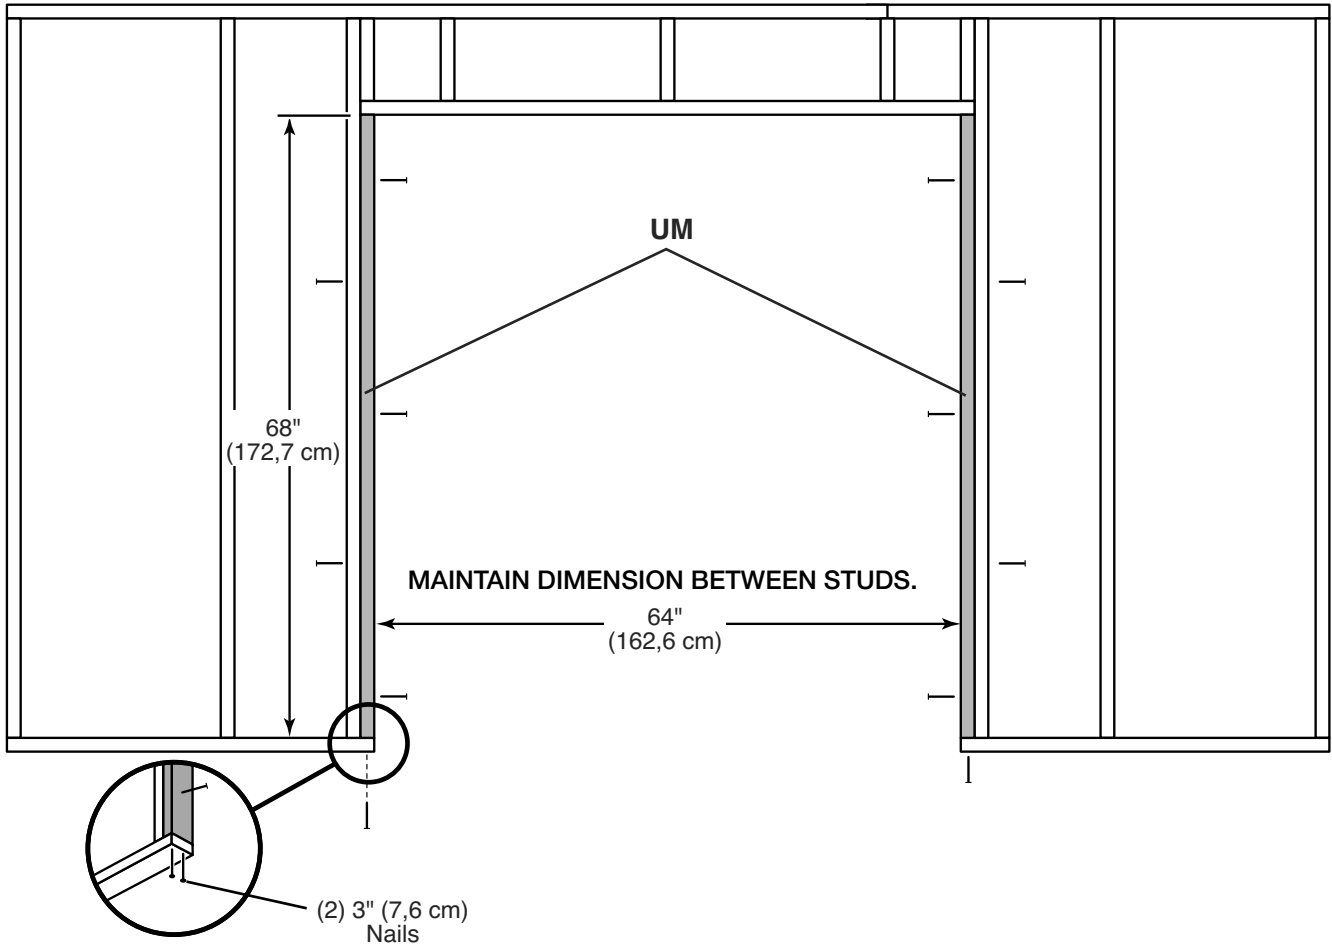 UM
68"
(172,7 cm)
MAINTAIN DIMENSION BETWEEN STUDS.
64"
(162,6 cm)
(2) 3" (7,6 cm)
Nails